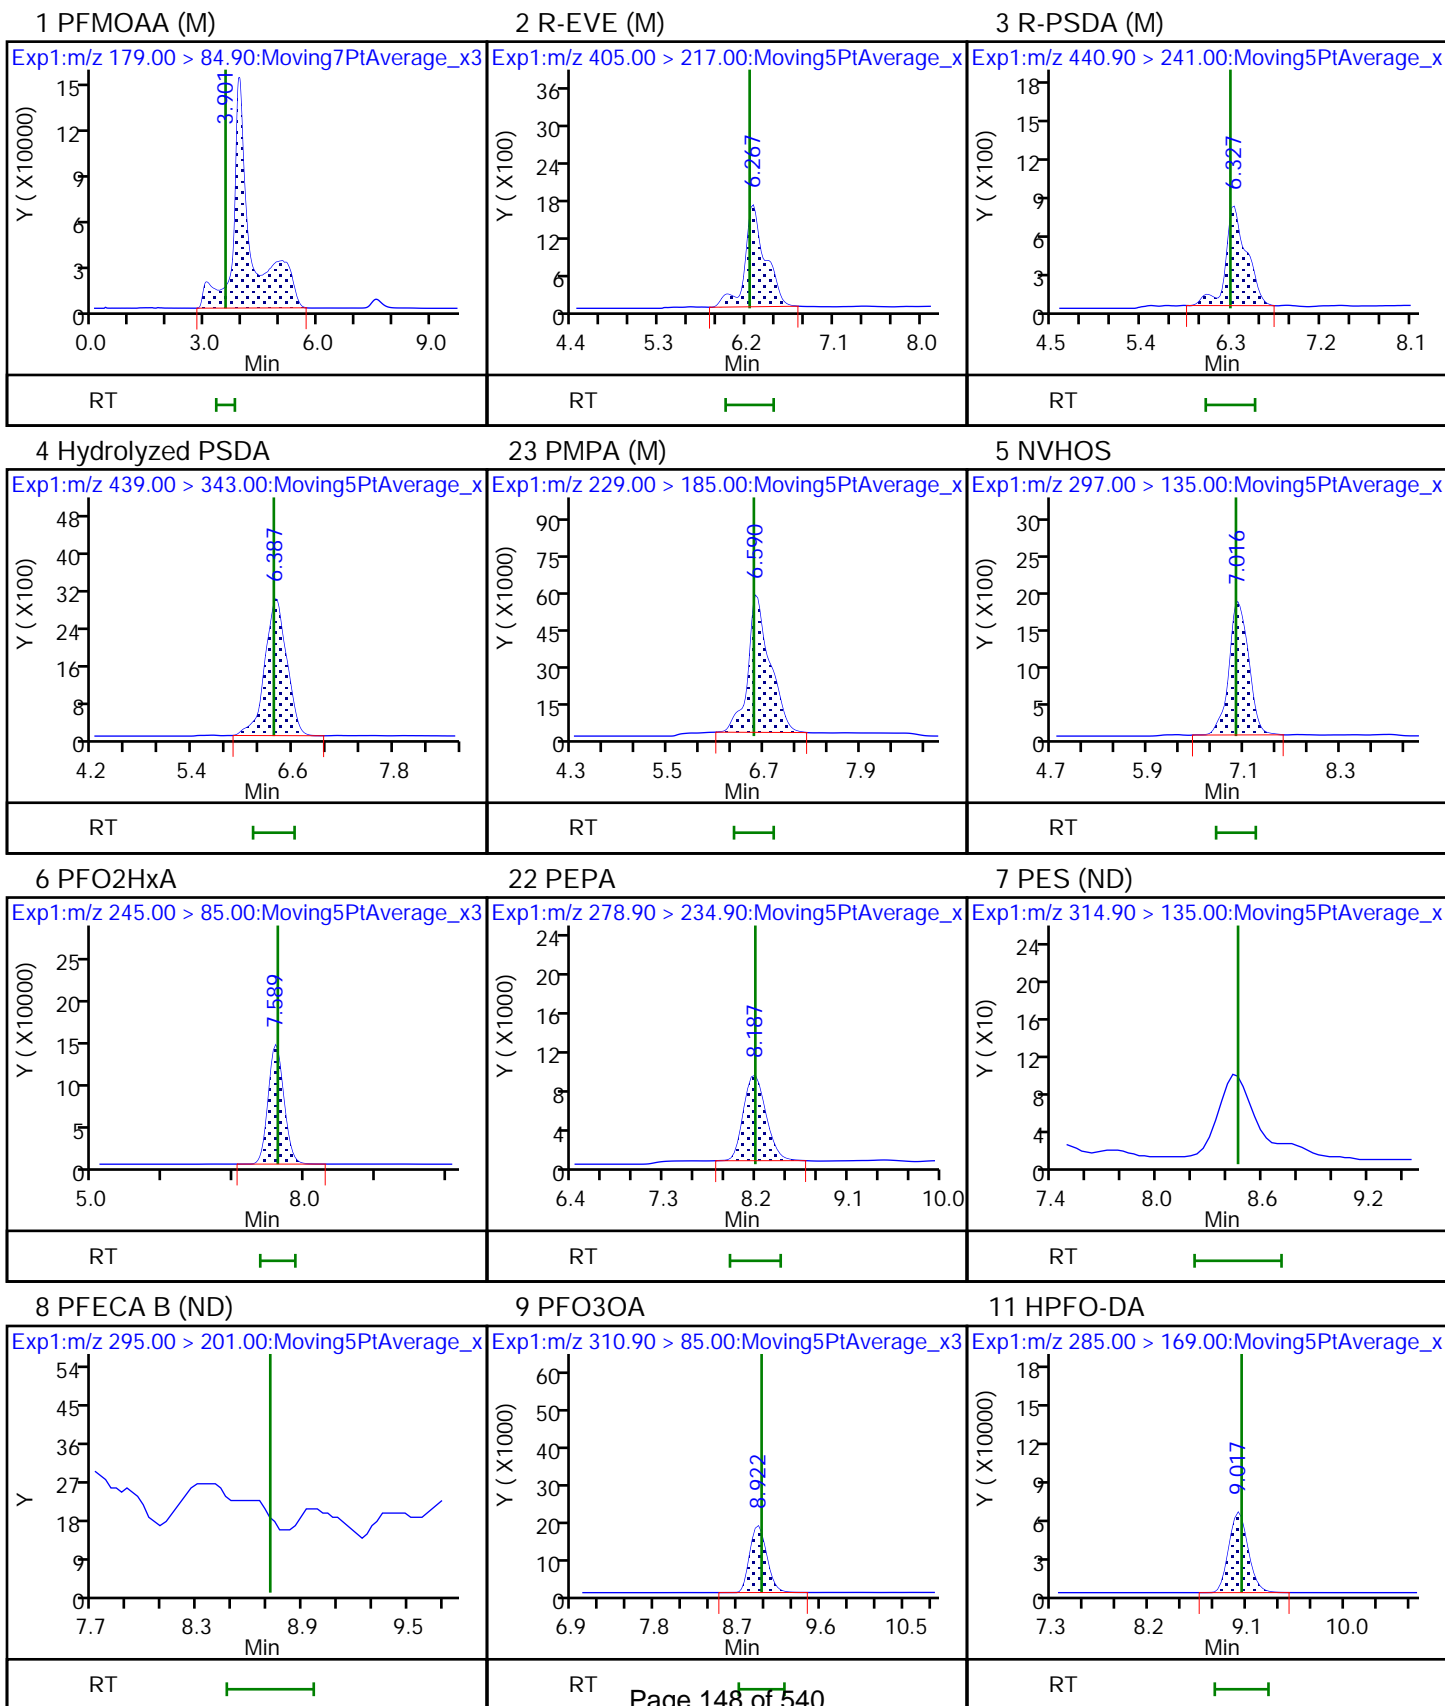 1 PFMOAA (M)
2 R-EVE (M)
3 R-PSDA (M)
Exp1:m/z 179.00 > 84.90:Moving7PtAverage_x3
Exp1:m/z 405.00 > 217.00:Moving5PtAverage_x
Exp1:m/z 440.90 > 241.00:Moving5PtAverage_x
Y ( X10000)
15
12
9
6
3
0
3.901
0.0 3.0 6.0 9.0
Min
RT
Y ( X100)
36
30
24
18
12
6
0
6.267
4.4 5.3 6.2 7.1 8.0
Min
RT
Y ( X100)
18
15
12
9
6
3
0
6.327
4.5 5.4 6.3 7.2 8.1
Min
RT
4 Hydrolyzed PSDA
23 PMPA (M)
5 NVHOS
Exp1:m/z 439.00 > 343.00:Moving5PtAverage_x
Exp1:m/z 229.00 > 185.00:Moving5PtAverage_x
Exp1:m/z 297.00 > 135.00:Moving5PtAverage_x
Y ( X100)
48
40
32
24
16
8
0
6.387
4.2 5.4 6.6 7.8
Min
RT
Y ( X1000)
90
75
60
45
30
15
0
6.590
4.3 5.5 6.7 7.9
Min
RT
Y ( X100)
30
25
20
15
10
5
0
7.016
4.7 5.9 7.1 8.3
Min
RT
6 PFO2HxA
22 PEPA
7 PES (ND)
Exp1:m/z 245.00 > 85.00:Moving5PtAverage_x3
Exp1:m/z 278.90 > 234.90:Moving5PtAverage_x
Exp1:m/z 314.90 > 135.00:Moving5PtAverage_x
Y ( X10000)
25
20
15
10
5
0
7.589
5.0 8.0
Min
RT
Y ( X1000)
24
20
16
12
8
4
0
8.187
6.4 7.3 8.2 9.1 10.0
Min
RT
Y ( X10)
24
20
16
12
8
4
0
7.4 8.0 8.6 9.2
Min
RT
8 PFECA B (ND)
9 PFO3OA
11 HPFO-DA
Exp1:m/z 295.00 > 201.00:Moving5PtAverage_x
Exp1:m/z 310.90 > 85.00:Moving5PtAverage_x3
Exp1:m/z 285.00 > 169.00:Moving5PtAverage_x
Y
54
45
36
27
18
9
0
7.7 8.3 8.9 9.5
Min
RT
Y ( X1000)
60
50
40
30
20
10
0
8.922
6.9 7.8 8.7 9.6 10.5
Min
RT
Y ( X10000)
18
15
12
9
6
3
0
9.017
7.3 8.2 9.1 10.0
Min
RT
Page 148 of 540